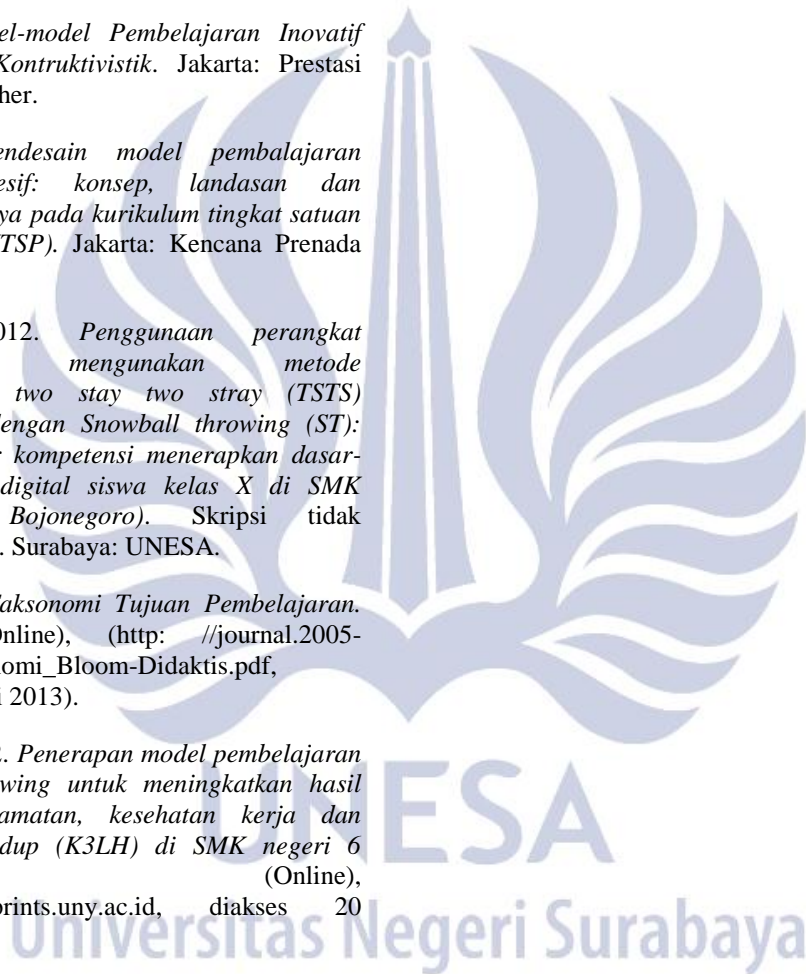 el-model Pembelajaran Inovatif
Kontruktivistik. Jakarta: Prestasi
her.
endesain model pembalajaran
esif: konsep, landasan dan
ya pada kurikulum tingkat satuan
TSP). Jakarta: Kencana Prenada
012. Penggunaan perangkat
mengunakan metode
two stay two stray (TSTS)
dengan Snowball throwing (ST):
kompetensi menerapkan dasar-
digital siswa kelas X di SMK
Bojonegoro). Skripsi tidak
. Surabaya: UNESA.
Taksonomi Tujuan Pembelajaran.
Online), (http: //journal.2005-
nomi_Bloom-Didaktis.pdf,
i 2013).
2. Penerapan model pembelajaran
wing untuk meningkatkan hasil
amatan, kesehatan kerja dan
dup (K3LH) di SMK negeri 6
(Online),
prints.uny.ac.id, diakses 20
UNESA
Universitas Negeri Surabaya